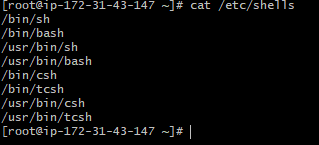 [root@ip-172-31-43-147 ~]# cat /etc/shells
/bin/sh
/bin/bash
/usr/bin/sh
/usr/bin/bash
/bin/csh
/bin/tcsh
/usr/bin/csh
/usr/bin/tcsh
[root@ip-172-31-43-147 ~]#